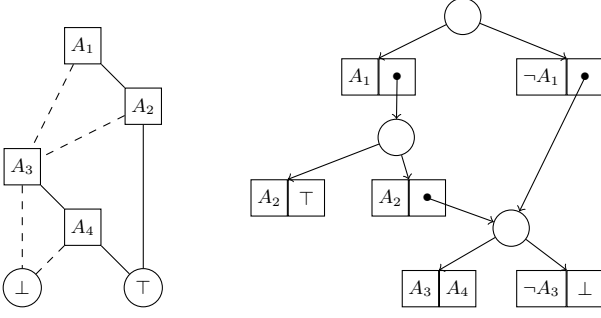 A₁
A₂
A₃
A₄
⊥ ⊤
A₁ ¬A₁
A₂ ⊤ A₂
A₃ A₄ ¬A₃ ⊥